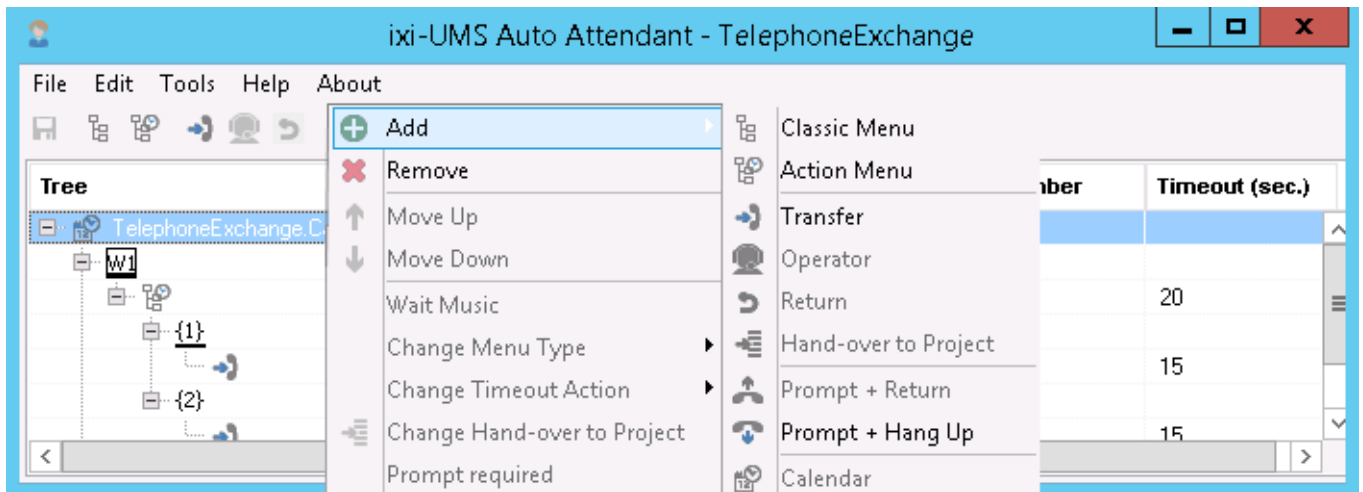 ixi-UMS Auto Attendant - TelephoneExchange
File Edit Tools Help About
Add
Classic Menu
Remove
Action Menu
Tree
Timeout (sec.)
Move Up
Transfer
TelephoneExchange.C
Move Down
Operator
W1
Wait Music
Return
20
{1}
Change Menu Type
Hand-over to Project
15
Change Timeout Action
Prompt + Return
{2}
Change Hand-over to Project
Prompt + Hang Up
15
Prompt required
Calendar